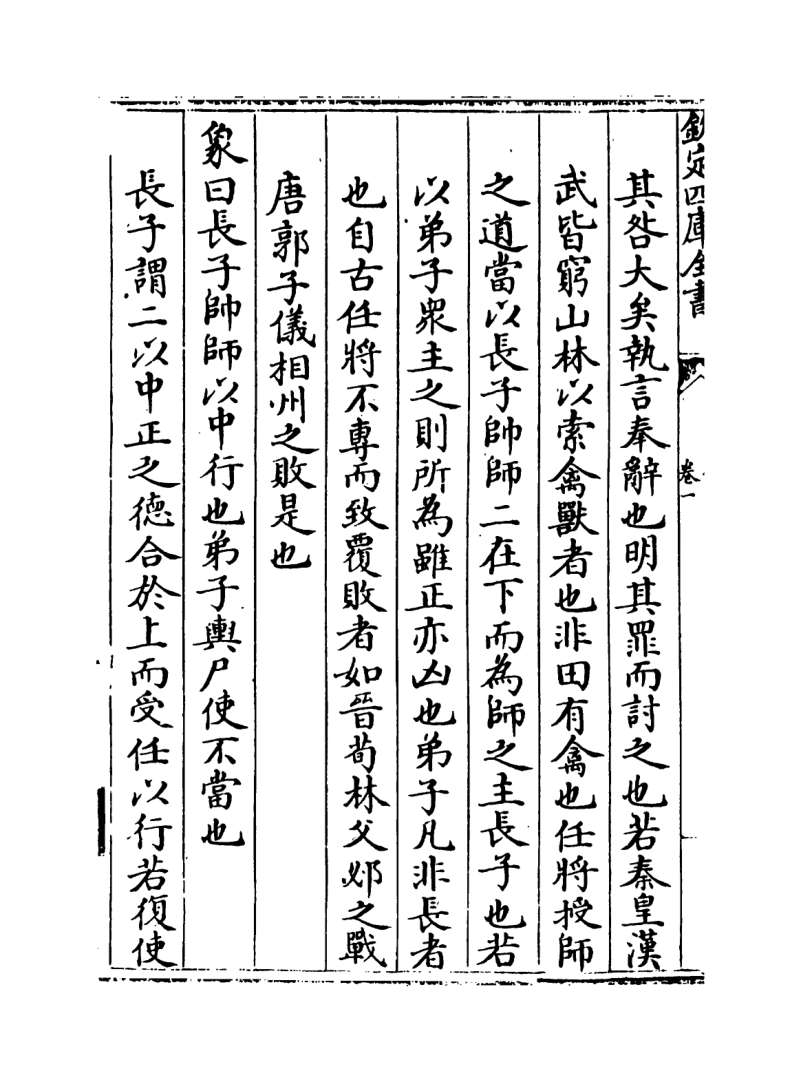 欽定四庫全書
卷一
其咎大矣執言奉辭也明其罪而討之也若秦皇漢
武皆窮山林以索禽獸者也非田有禽也任將授師
之道當以長子帥師二在下而為師之主長子也若
以弟子衆主之則所為雖正亦凶也弟子凡非長者
也自古任將不專而致覆敗者如晉荀林父邲之戰
唐郭子儀相州之敗是也
象曰長子帥師以中行也弟子輿尸使不當也
長子謂二以中正之德合於上而受任以行若復使